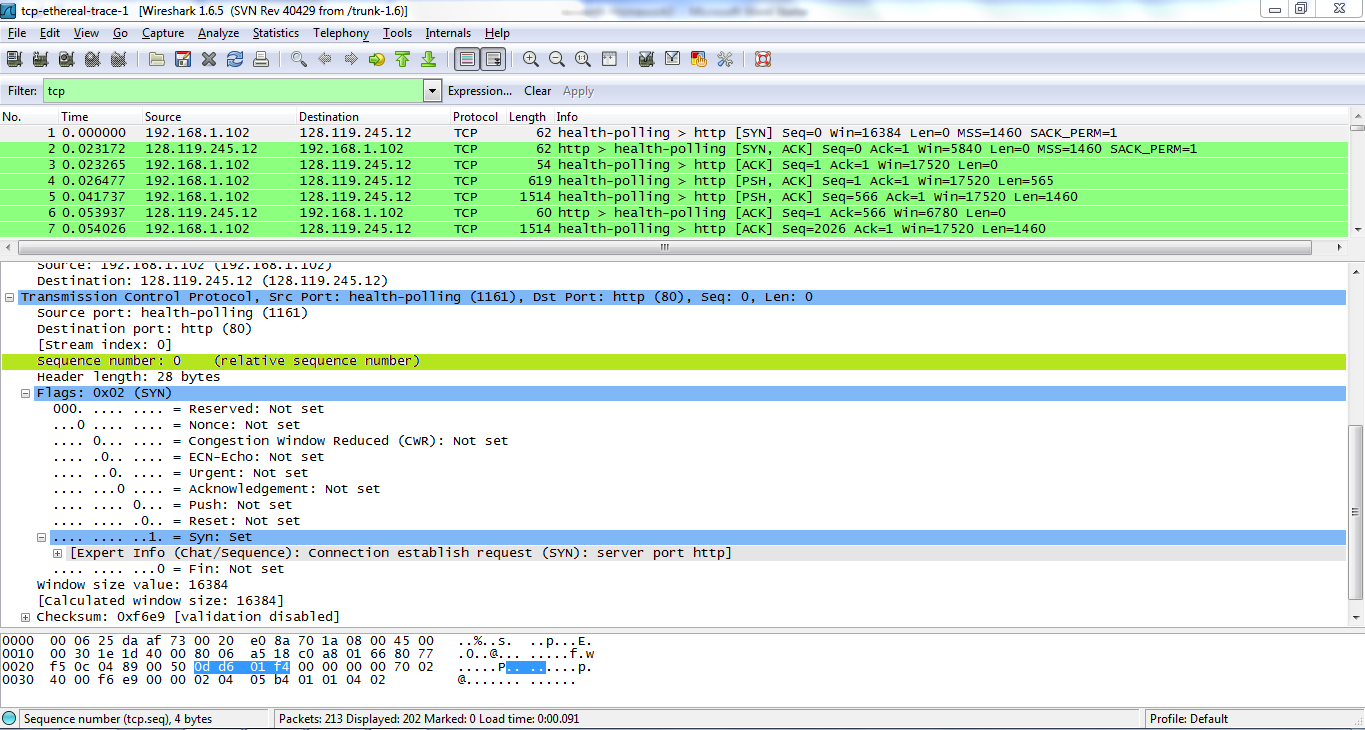 tcp-ethereal-trace-1 [Wireshark 1.6.5 (SVN Rev 40429 from /trunk-1.6)]
File Edit View Go Capture Analyze Statistics Telephony Tools Internals Help
Filter: tcp Expression... Clear Apply
No. Time Source Destination Protocol Length Info
1 0.000000 192.168.1.102 128.119.245.12 TCP 62 health-polling > http [SYN] Seq=0 Win=16384 Len=0 MSS=1460 SACK_PERM=1
2 0.023172 128.119.245.12 192.168.1.102 TCP 62 http > health-polling [SYN, ACK] Seq=0 Ack=1 Win=5840 Len=0 MSS=1460 SACK_PERM=1
3 0.023265 192.168.1.102 128.119.245.12 TCP 54 health-polling > http [ACK] Seq=1 Ack=1 Win=17520 Len=0
4 0.026477 192.168.1.102 128.119.245.12 TCP 619 health-polling > http [PSH, ACK] Seq=1 Ack=1 Win=17520 Len=565
5 0.041737 192.168.1.102 128.119.245.12 TCP 1514 health-polling > http [PSH, ACK] Seq=566 Ack=1 Win=17520 Len=1460
6 0.053937 128.119.245.12 192.168.1.102 TCP 60 http > health-polling [ACK] Seq=1 Ack=566 Win=6780 Len=0
7 0.054026 192.168.1.102 128.119.245.12 TCP 1514 health-polling > http [ACK] Seq=2026 Ack=1 Win=17520 Len=1460
Source: 192.168.1.102 (192.168.1.102)
Destination: 128.119.245.12 (128.119.245.12)
Transmission Control Protocol, Src Port: health-polling (1161), Dst Port: http (80), Seq: 0, Len: 0
Source port: health-polling (1161)
Destination port: http (80)
[Stream index: 0]
Sequence number: 0 (relative sequence number)
Header length: 28 bytes
Flags: 0x02 (SYN)
000. .... .... = Reserved: Not set
...0 .... .... = Nonce: Not set
.... 0... .... = Congestion Window Reduced (CWR): Not set
.... .0.. .... = ECN-Echo: Not set
.... ..0. .... = Urgent: Not set
.... ...0 .... = Acknowledgement: Not set
.... .... 0... = Push: Not set
.... .... .0.. = Reset: Not set
.... .... ..1. = Syn: Set
[Expert Info (Chat/Sequence): Connection establish request (SYN): server port http]
.... .... ...0 = Fin: Not set
Window size value: 16384
[Calculated window size: 16384]
Checksum: 0xf6e9 [validation disabled]
0000 00 06 25 da af 73 00 20 e0 8a 70 1a 08 00 45 00 ..%..s. ..p...E.
0010 00 30 1e 1d 40 00 80 06 a5 18 c0 a8 01 66 80 77 .0..@... .....f.w
0020 f5 0c 04 89 00 50 0d d6 01 f4 00 00 00 00 70 02 .....P.. ......p.
0030 40 00 f6 e9 00 00 02 04 05 b4 01 01 04 02 @....... ......
Sequence number (tcp.seq), 4 bytes Packets: 213 Displayed: 202 Marked: 0 Load time: 0:00.091 Profile: Default